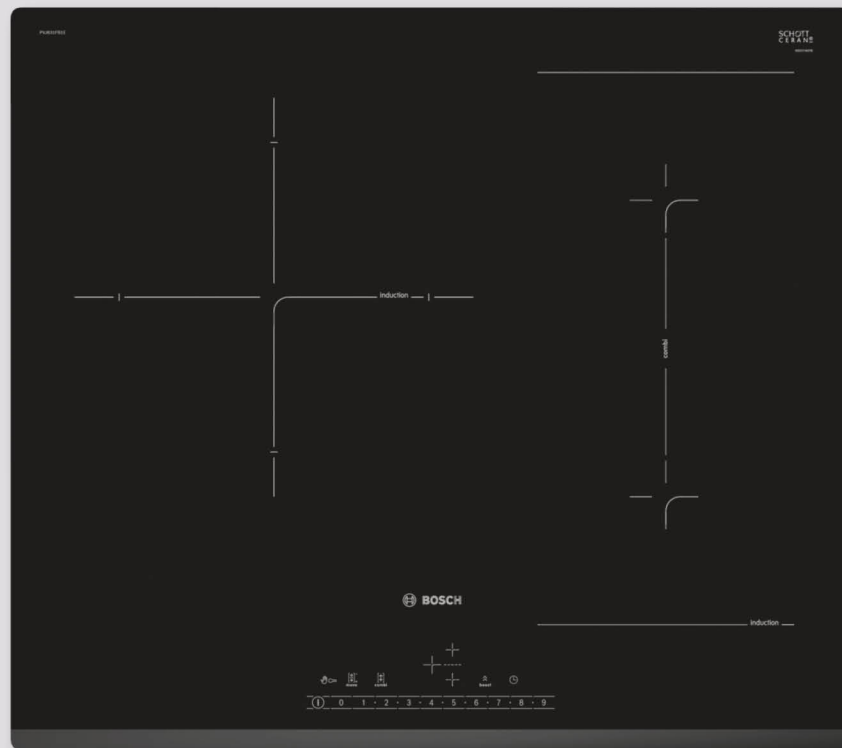 SCHOTT
CERAN®
induction
combi
BOSCH
induction
move
combi
boost
0 1 · 2 · 3 · 4 · 5 · 6 · 7 · 8 · 9